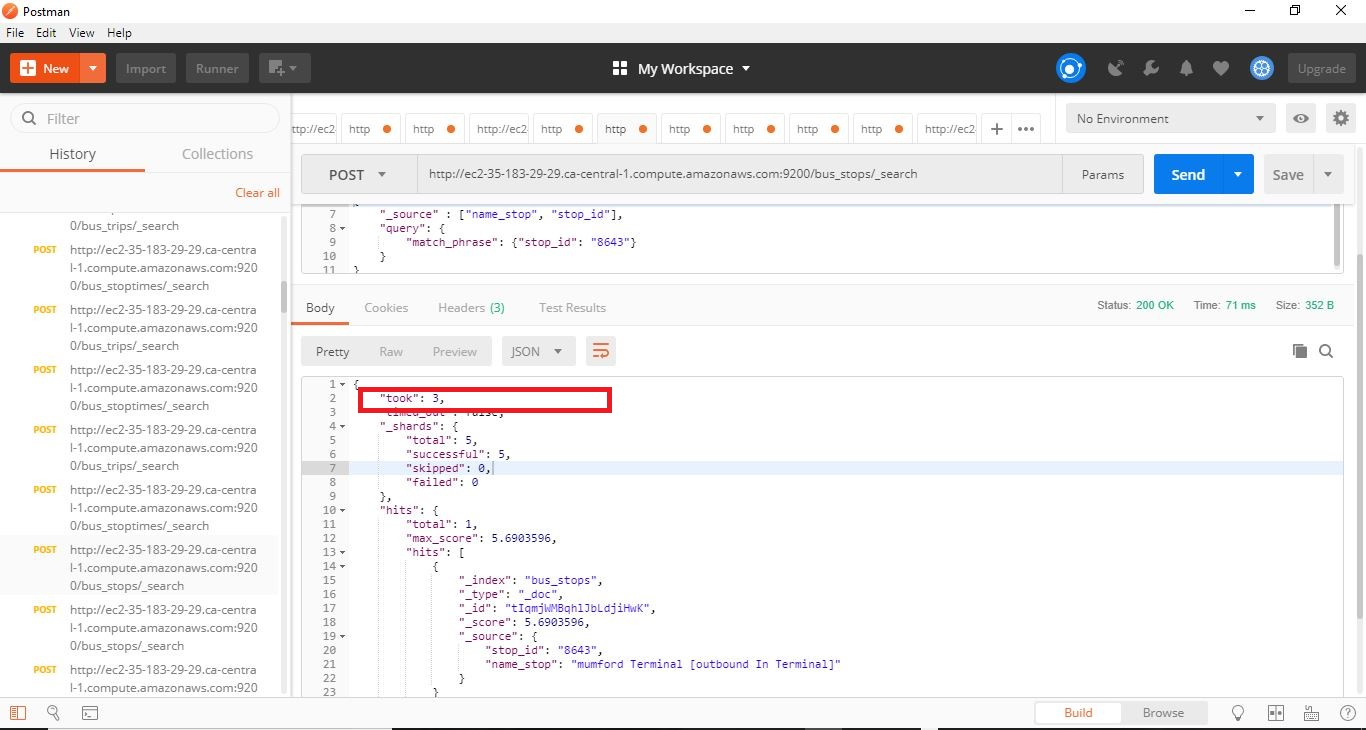 Postman
File Edit View Help
New Import Runner My Workspace Upgrade
Filter
History Collections
Clear all
0/bus_trips/_search
POST http://ec2-35-183-29-29.ca-centra
l-1.compute.amazonaws.com:920
0/bus_stoptimes/_search
POST http://ec2-35-183-29-29.ca-centra
l-1.compute.amazonaws.com:920
0/bus_trips/_search
POST http://ec2-35-183-29-29.ca-centra
l-1.compute.amazonaws.com:920
0/bus_stoptimes/_search
POST http://ec2-35-183-29-29.ca-centra
l-1.compute.amazonaws.com:920
0/bus_trips/_search
POST http://ec2-35-183-29-29.ca-centra
l-1.compute.amazonaws.com:920
0/bus_stoptimes/_search
POST http://ec2-35-183-29-29.ca-centra
l-1.compute.amazonaws.com:920
0/bus_stops/_search
POST http://ec2-35-183-29-29.ca-centra
l-1.compute.amazonaws.com:920
0/bus_stops/_search
POST http://ec2-35-183-29-29.ca-centra
l-1.compute.amazonaws.com:920
ttp://ec2 http http http://ec2 http http http http http http http://ec2 + •••
No Environment
POST http://ec2-35-183-29-29.ca-central-1.compute.amazonaws.com:9200/bus_stops/_search Params Send Save
7 "_source" : ["name_stop", "stop_id"],
8 "query": {
9 "match_phrase": {"stop_id": "8643"}
10 }
11 }
Body Cookies Headers (3) Test Results Status: 200 OK Time: 71 ms Size: 352 B
Pretty Raw Preview JSON
1 {
2 "took": 3,
3 "timed_out": false,
4 "_shards": {
5 "total": 5,
6 "successful": 5,
7 "skipped": 0,
8 "failed": 0
9 },
10 "hits": {
11 "total": 1,
12 "max_score": 5.6903596,
13 "hits": [
14 {
15 "_index": "bus_stops",
16 "_type": "_doc",
17 "_id": "tIqmjWMBqhlJbLdjiHwK",
18 "_score": 5.6903596,
19 "_source": {
20 "stop_id": "8643",
21 "name_stop": "mumford Terminal [outbound In Terminal]"
22 }
23 }
Build Browse